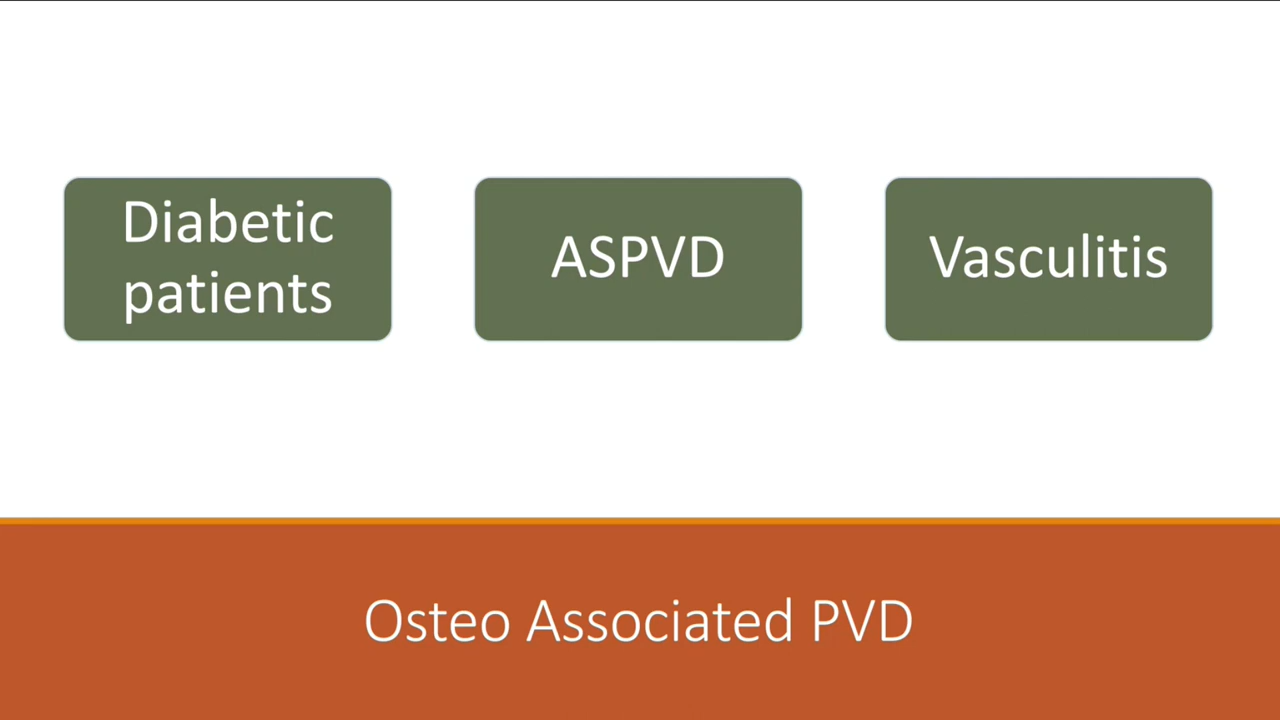 Diabetic
patients
ASPVD
Vasculitis
Osteo Associated PVD